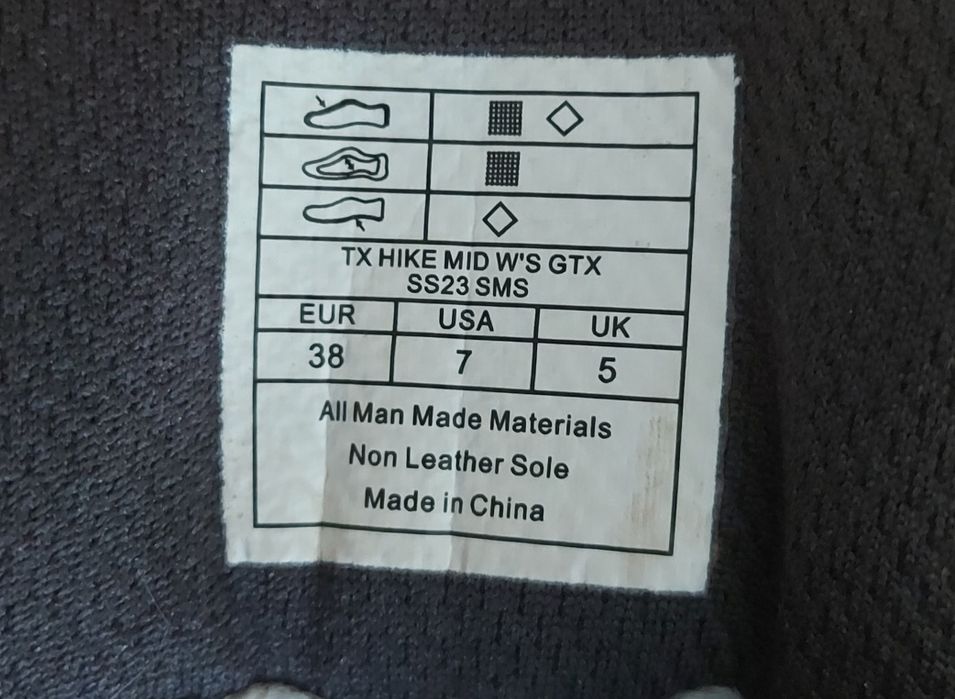 TX HIKE MID W'S GTX
SS23 SMS
EUR USA UK
38 7 5
All Man Made Materials
Non Leather Sole
Made in China